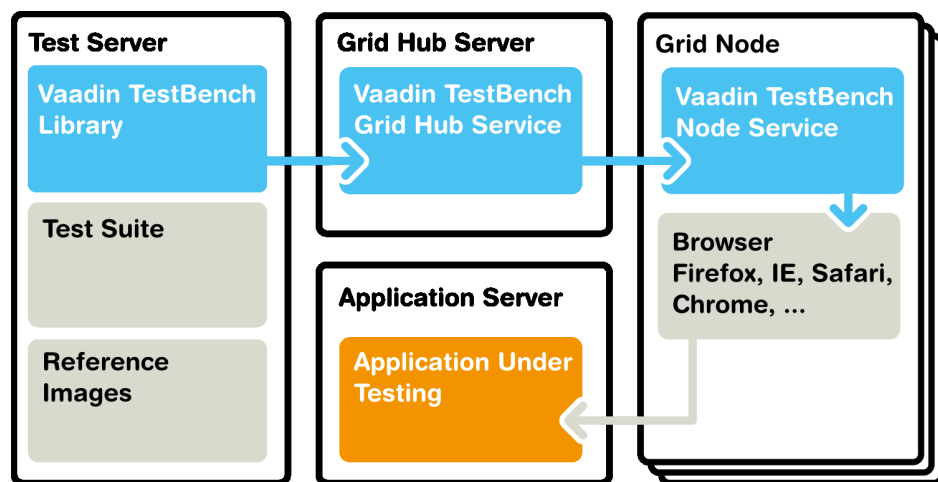 Test Server
Vaadin TestBench
Library
Test Suite
Reference
Images
Grid Hub Server
Vaadin TestBench
Grid Hub Service
Application Server
Application Under
Testing
Grid Node
Vaadin TestBench
Node Service
Browser
Firefox, IE, Safari,
Chrome, ...